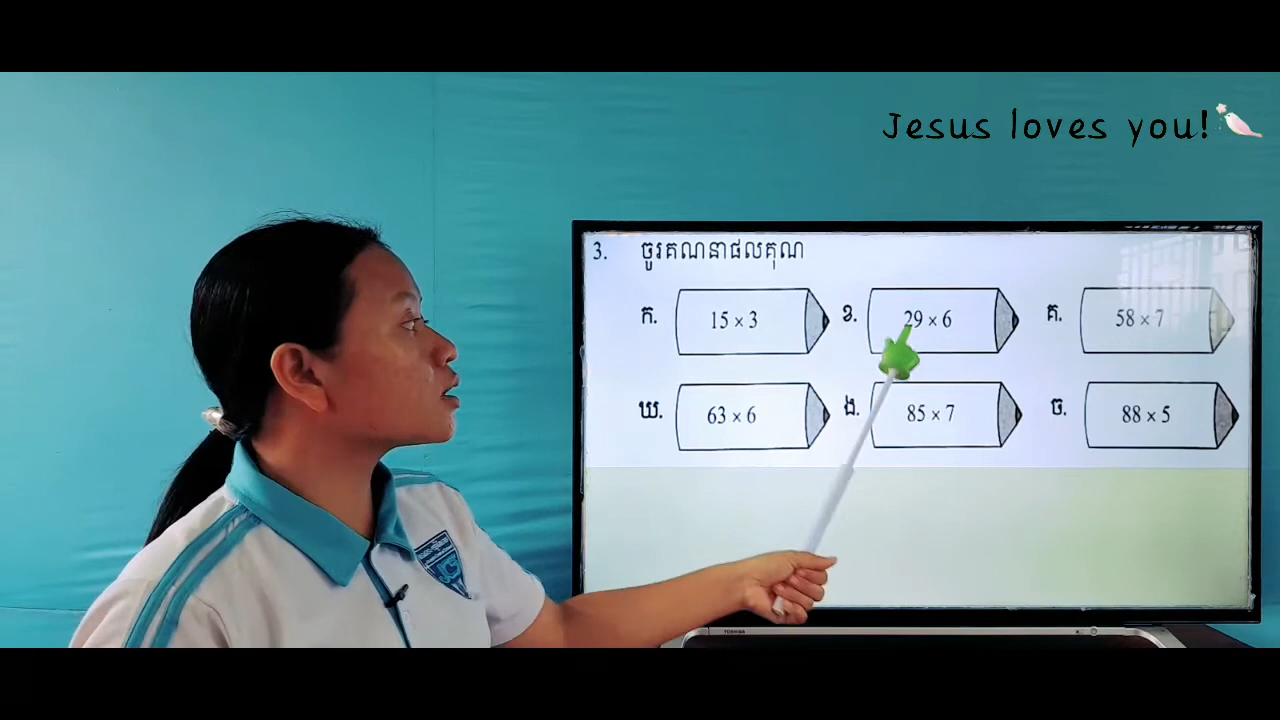 Jesus loves you!
3. ចូរគណនាផលគុណ
ក. 15 × 3 ខ. 29 × 6 គ. 58 × 7
ឃ. 63 × 6 ង. 85 × 7 ច. 88 × 5
TOSHIBA